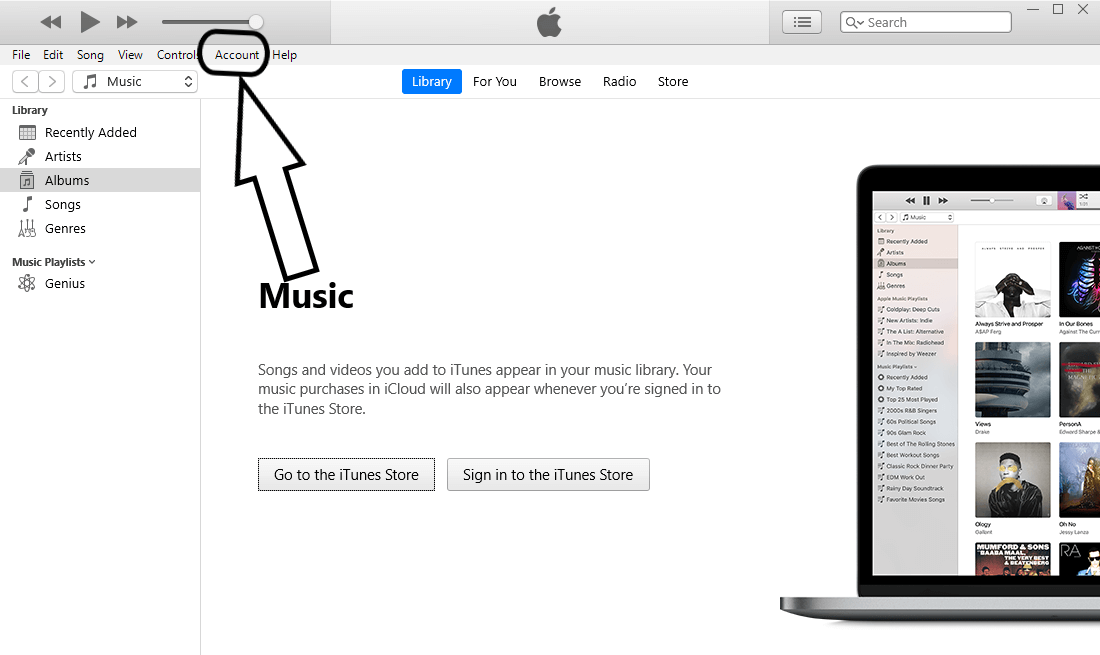 Search
File Edit Song View Controls Account Help
Music
Library For You Browse Radio Store
Library
Recently Added
Artists
Albums
Songs
Genres
Music Playlists
Genius
Music
Songs and videos you add to iTunes appear in your music library. Your
music purchases in iCloud will also appear whenever you're signed in to
the iTunes Store.
Go to the iTunes Store Sign in to the iTunes Store
Music
Library
Recently Added
Artists
Albums
Songs
Genres
Apple Music Playlists
Coldplay: Deep Cuts
New Artists: Indie
The A List: Alternative
In The Mix: Radiohead
Inspired by Weezer
Music Playlists
Recently Added
My Top Rated
Top 25 Most Played
2000s R&B Singers
60s Political Songs
90s Glam Rock
Best of The Rolling Stones
Best Workout Songs
Classic Rock Dinner Party
EDM Work Out
Rainy Day Soundtrack
Favorite Movies Songs
ALWAYS STRIVE AND PROSPER
Always Strive and Prosper In Our Bones
A$AP Ferg Against The Curr
Views PersonA
Drake Edward Sharpe &
Ology Oh No
Gallant Jessy Lanza
MUMFORD & SONS
BAABA MAAL,
THE VERY BEST
& BEATENBERG
RA